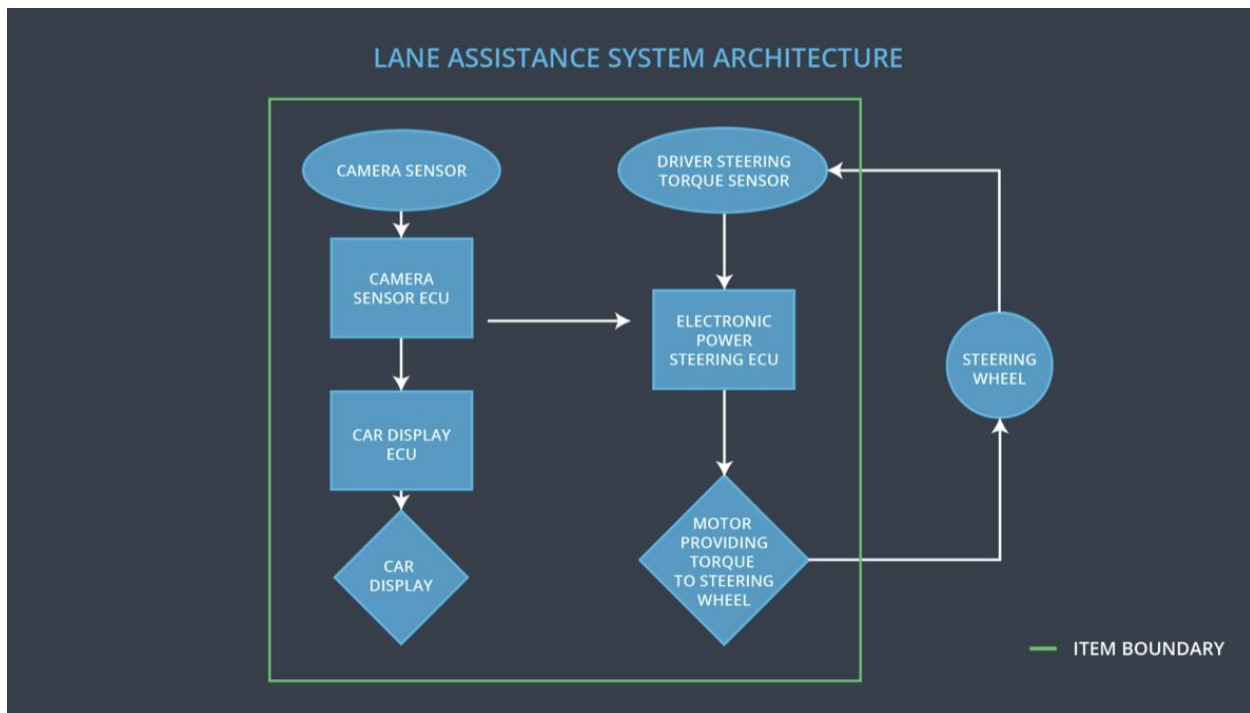 LANE ASSISTANCE SYSTEM ARCHITECTURE
CAMERA SENSOR
CAMERA
SENSOR ECU
CAR DISPLAY
ECU
CAR
DISPLAY
DRIVER STEERING
TORQUE SENSOR
ELECTRONIC
POWER
STEERING ECU
MOTOR
PROVIDING
TORQUE
TO STEERING
WHEEL
STEERING
WHEEL
ITEM BOUNDARY